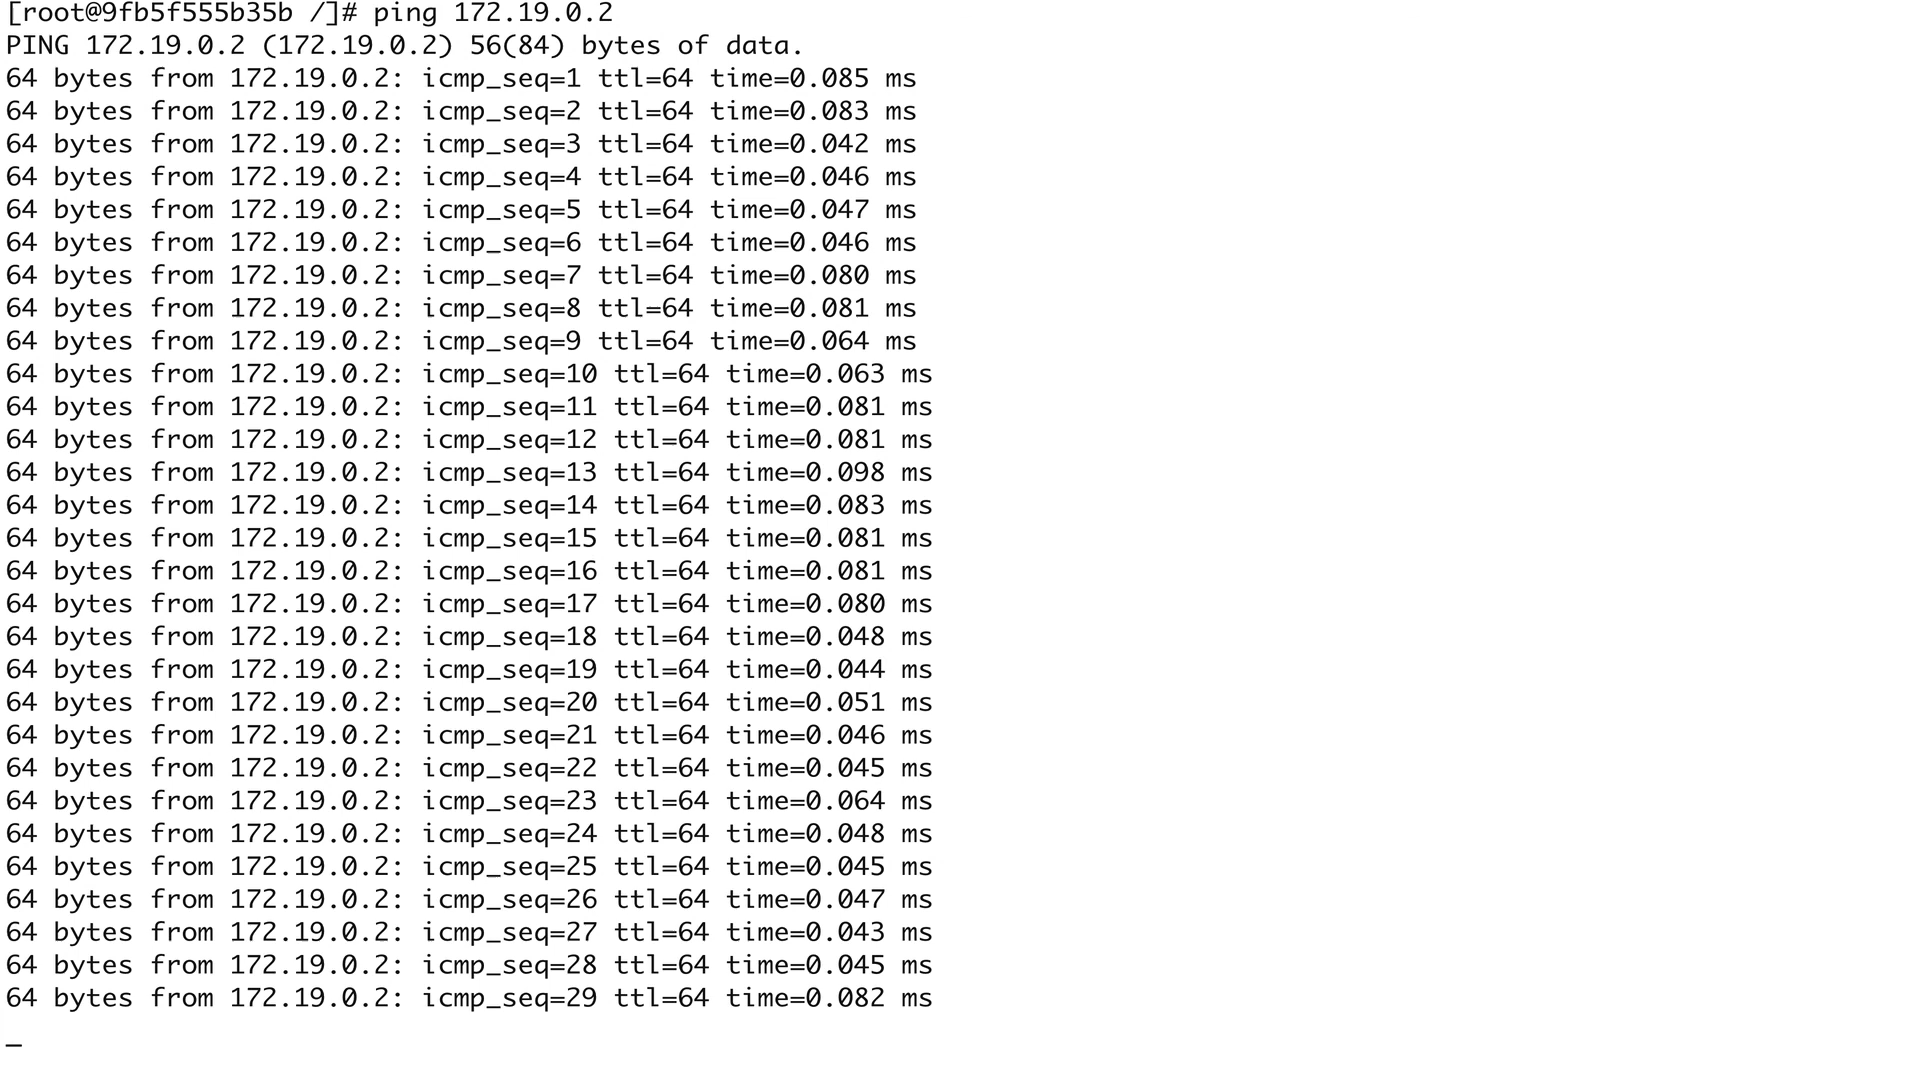 [root@9fb5f555b35b /]# ping 172.19.0.2
PING 172.19.0.2 (172.19.0.2) 56(84) bytes of data.
64 bytes from 172.19.0.2: icmp_seq=1 ttl=64 time=0.085 ms
64 bytes from 172.19.0.2: icmp_seq=2 ttl=64 time=0.083 ms
64 bytes from 172.19.0.2: icmp_seq=3 ttl=64 time=0.042 ms
64 bytes from 172.19.0.2: icmp_seq=4 ttl=64 time=0.046 ms
64 bytes from 172.19.0.2: icmp_seq=5 ttl=64 time=0.047 ms
64 bytes from 172.19.0.2: icmp_seq=6 ttl=64 time=0.046 ms
64 bytes from 172.19.0.2: icmp_seq=7 ttl=64 time=0.080 ms
64 bytes from 172.19.0.2: icmp_seq=8 ttl=64 time=0.081 ms
64 bytes from 172.19.0.2: icmp_seq=9 ttl=64 time=0.064 ms
64 bytes from 172.19.0.2: icmp_seq=10 ttl=64 time=0.063 ms
64 bytes from 172.19.0.2: icmp_seq=11 ttl=64 time=0.081 ms
64 bytes from 172.19.0.2: icmp_seq=12 ttl=64 time=0.081 ms
64 bytes from 172.19.0.2: icmp_seq=13 ttl=64 time=0.098 ms
64 bytes from 172.19.0.2: icmp_seq=14 ttl=64 time=0.083 ms
64 bytes from 172.19.0.2: icmp_seq=15 ttl=64 time=0.081 ms
64 bytes from 172.19.0.2: icmp_seq=16 ttl=64 time=0.081 ms
64 bytes from 172.19.0.2: icmp_seq=17 ttl=64 time=0.080 ms
64 bytes from 172.19.0.2: icmp_seq=18 ttl=64 time=0.048 ms
64 bytes from 172.19.0.2: icmp_seq=19 ttl=64 time=0.044 ms
64 bytes from 172.19.0.2: icmp_seq=20 ttl=64 time=0.051 ms
64 bytes from 172.19.0.2: icmp_seq=21 ttl=64 time=0.046 ms
64 bytes from 172.19.0.2: icmp_seq=22 ttl=64 time=0.045 ms
64 bytes from 172.19.0.2: icmp_seq=23 ttl=64 time=0.064 ms
64 bytes from 172.19.0.2: icmp_seq=24 ttl=64 time=0.048 ms
64 bytes from 172.19.0.2: icmp_seq=25 ttl=64 time=0.045 ms
64 bytes from 172.19.0.2: icmp_seq=26 ttl=64 time=0.047 ms
64 bytes from 172.19.0.2: icmp_seq=27 ttl=64 time=0.043 ms
64 bytes from 172.19.0.2: icmp_seq=28 ttl=64 time=0.045 ms
64 bytes from 172.19.0.2: icmp_seq=29 ttl=64 time=0.082 ms
_